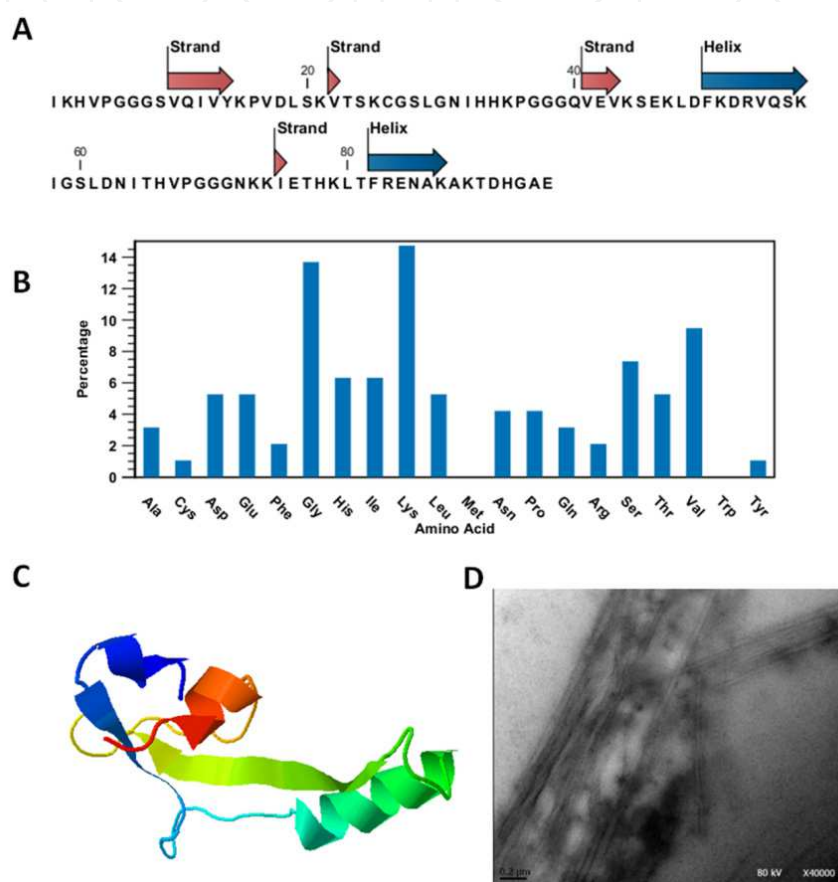 A
Strand Strand Strand Helix
20 40
IKHVPGGGSVQIVYKPVDLSKVTSKCGSLGNIHHKPGGGQVEVKSEKLDFKDRVQSK
Strand Helix
60 80
IGSLDNITHVPGGGNKKIETHKLTFRENAKAKTDHGAE
B
14
12
10
8
6
4
2
0
Percentage
Ala Cys Asp Glu Phe Gly His Ile Lys Leu Met Asn Pro Gln Arg Ser Thr Val Trp Tyr
Amino Acid
C
D
0.2 µm
80 kV X40000